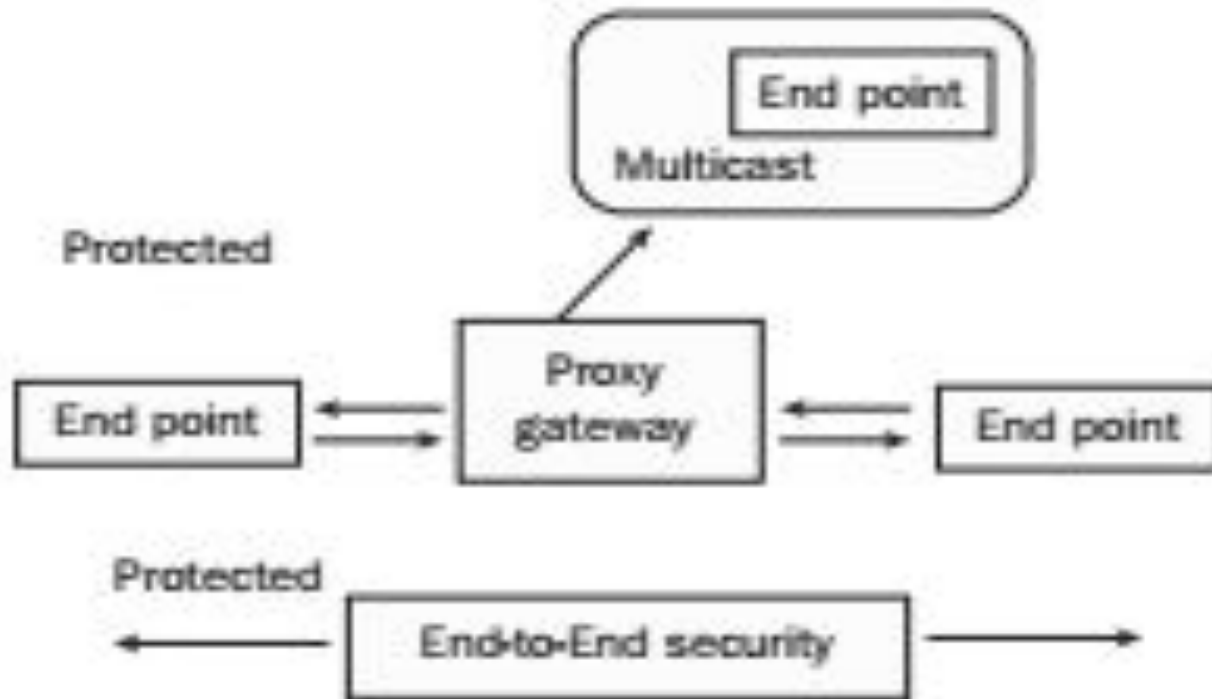 End point
Multicast
Protected
Proxy
gateway
End point
End point
Protected
End-to-End security